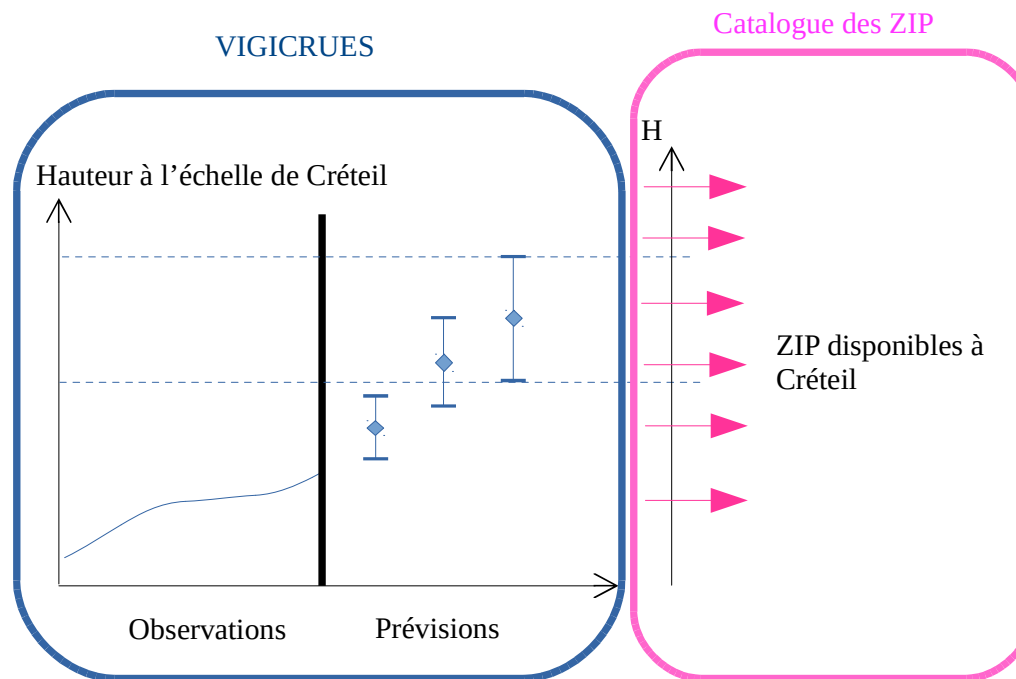 VIGICRUES
Catalogue des ZIP
Hauteur à l’échelle de Créteil
H
ZIP disponibles à
Créteil
Observations
Prévisions